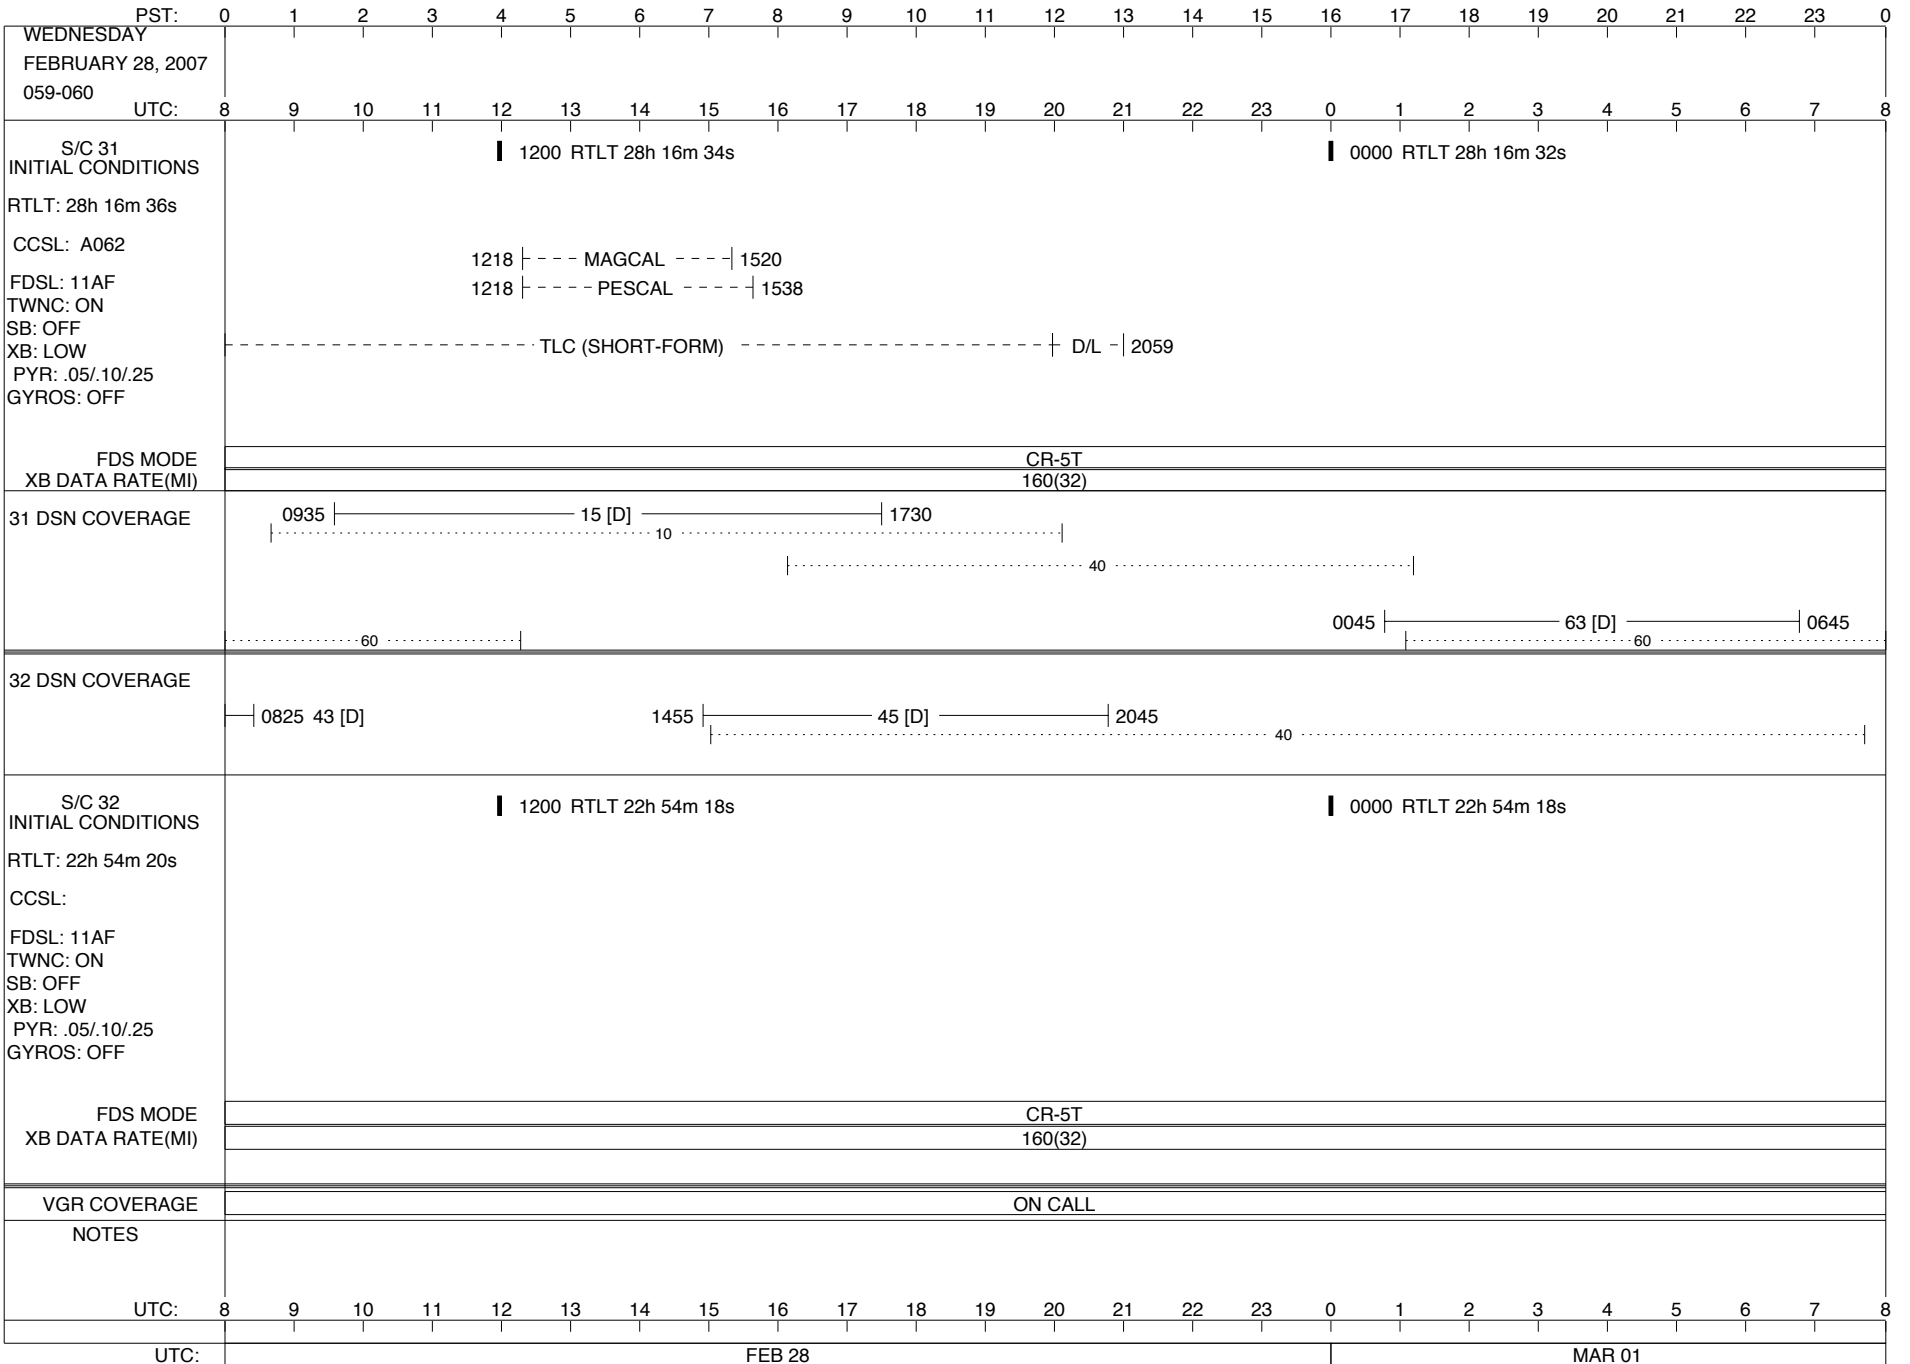 PST: 0 1 2 3 4 5 6 7 8 9 10 11 12 13 14 15 16 17 18 19 20 21 22 23 0
WEDNESDAY
FEBRUARY 28, 2007
059-060
UTC: 8 9 10 11 12 13 14 15 16 17 18 19 20 21 22 23 0 1 2 3 4 5 6 7 8
S/C 31
INITIAL CONDITIONS
1200 RTLT 28h 16m 34s
0000 RTLT 28h 16m 32s
RTLT: 28h 16m 36s
CCSL: A062
1218 MAGCAL 1520
FDSL: 11AF
1218 PESCAL 1538
TWNC: ON
SB: OFF
XB: LOW
TLC (SHORT-FORM) D/L 2059
PYR: .05/.10/.25
GYROS: OFF
FDS MODE CR-5T
XB DATA RATE(MI) 160(32)
31 DSN COVERAGE
0935 15 [D] 1730
10
40
0045 63 [D] 0645
60 60
32 DSN COVERAGE
0825 43 [D] 1455 45 [D] 2045
40
S/C 32
INITIAL CONDITIONS
1200 RTLT 22h 54m 18s
0000 RTLT 22h 54m 18s
RTLT: 22h 54m 20s
CCSL:
FDSL: 11AF
TWNC: ON
SB: OFF
XB: LOW
PYR: .05/.10/.25
GYROS: OFF
FDS MODE CR-5T
XB DATA RATE(MI) 160(32)
VGR COVERAGE ON CALL
NOTES
UTC: 8 9 10 11 12 13 14 15 16 17 18 19 20 21 22 23 0 1 2 3 4 5 6 7 8
UTC: FEB 28 MAR 01